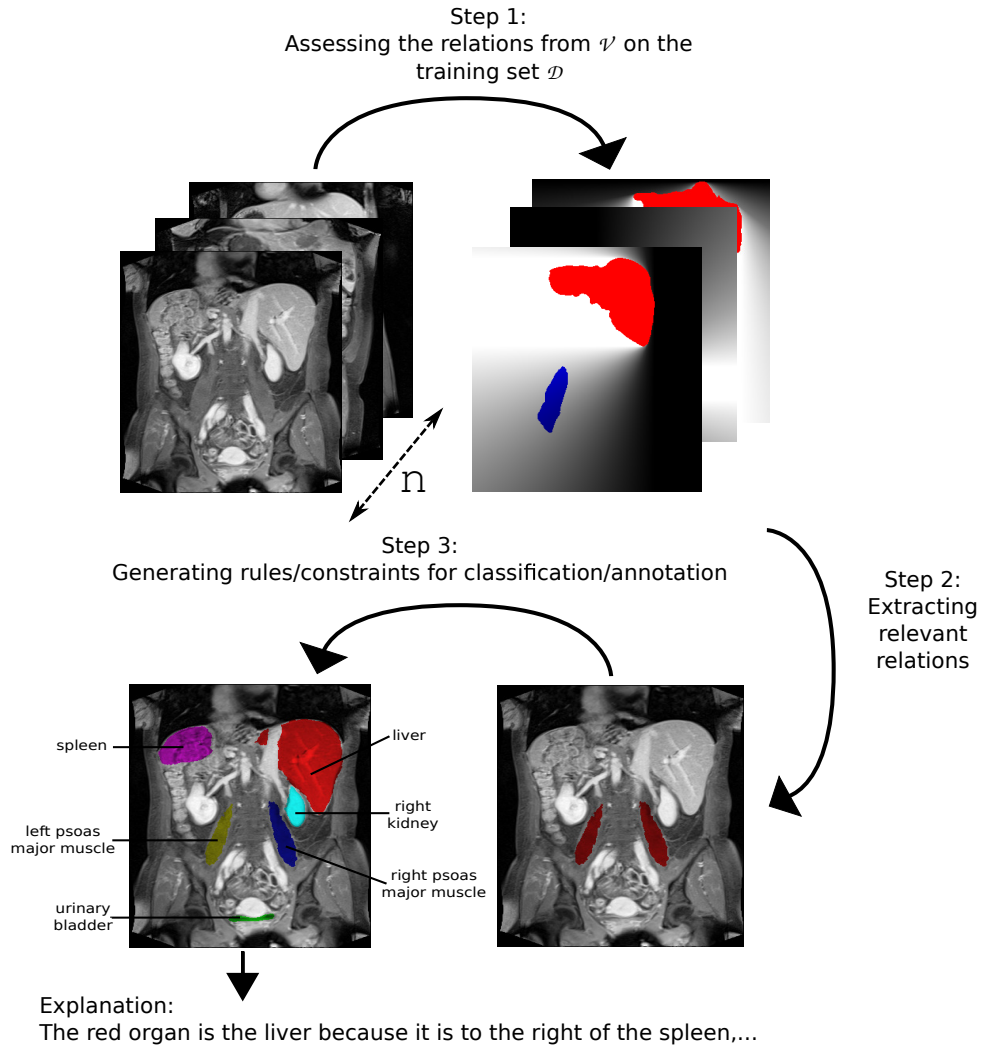 Step 1:
Assessing the relations from 𝒱 on the
training set 𝒟
n
Step 3:
Generating rules/constraints for classification/annotation
Step 2:
Extracting
relevant
relations
spleen
liver
right
kidney
left psoas
major muscle
right psoas
major muscle
urinary
bladder
Explanation:
The red organ is the liver because it is to the right of the spleen,...